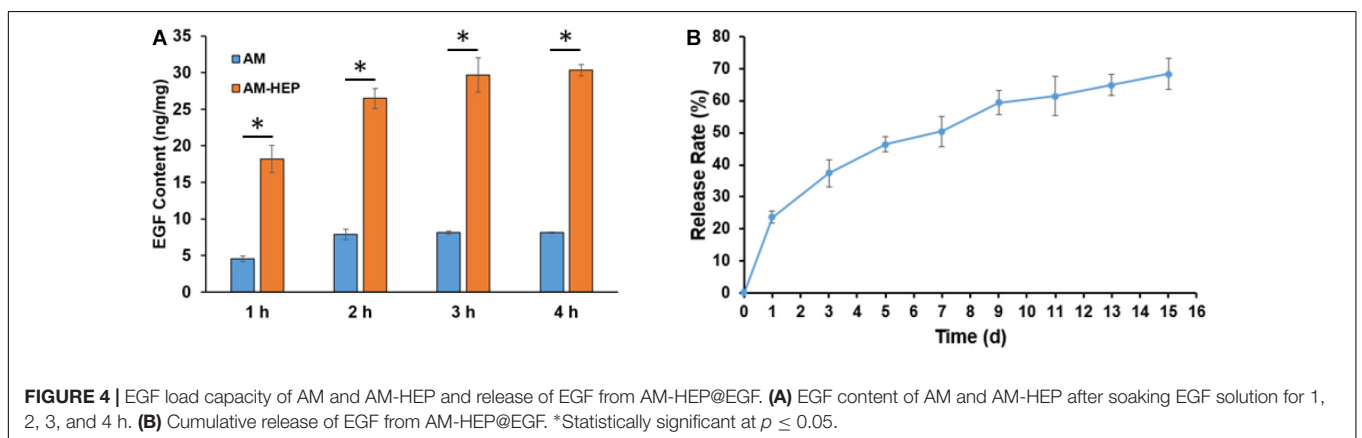 A
35
30
25
20
15
10
5
0
EGF Content (ng/mg)
AM
AM-HEP
*
*
*
*
1 h 2 h 3 h 4 h
B
80
70
60
50
40
30
20
10
0
Release Rate (%)
0 1 2 3 4 5 6 7 8 9 10 11 12 13 14 15 16
Time (d)
FIGURE 4 | EGF load capacity of AM and AM-HEP and release of EGF from AM-HEP@EGF. (A) EGF content of AM and AM-HEP after soaking EGF solution for 1,
2, 3, and 4 h. (B) Cumulative release of EGF from AM-HEP@EGF. *Statistically significant at p ≤ 0.05.